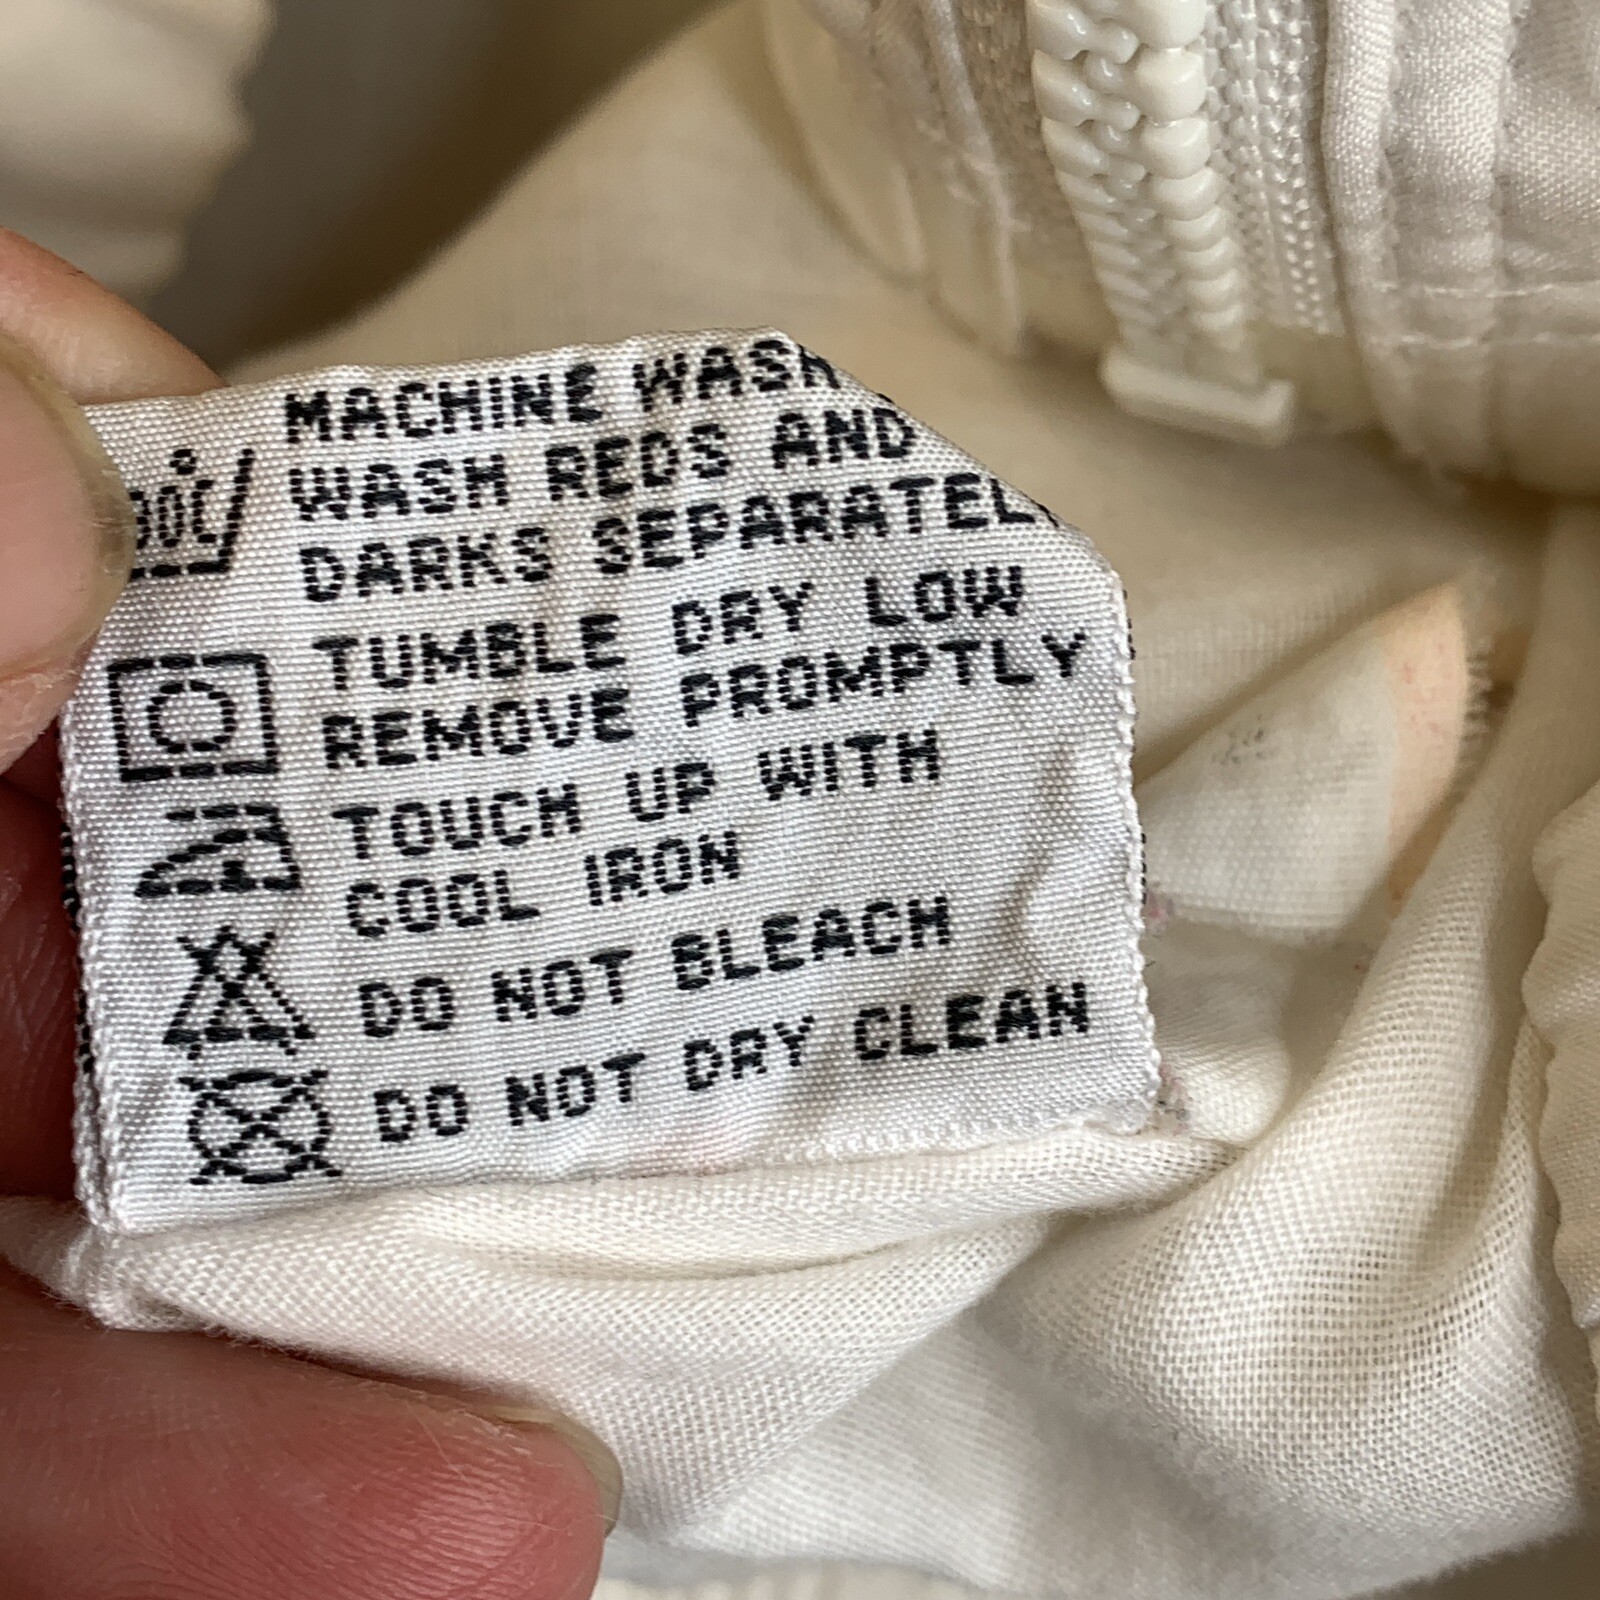 MACHINE WASH
WASH REDS AND
DARKS SEPARATELY
TUMBLE DRY LOW
REMOVE PROMPTLY
TOUCH UP WITH
COOL IRON
DO NOT BLEACH
DO NOT DRY CLEAN